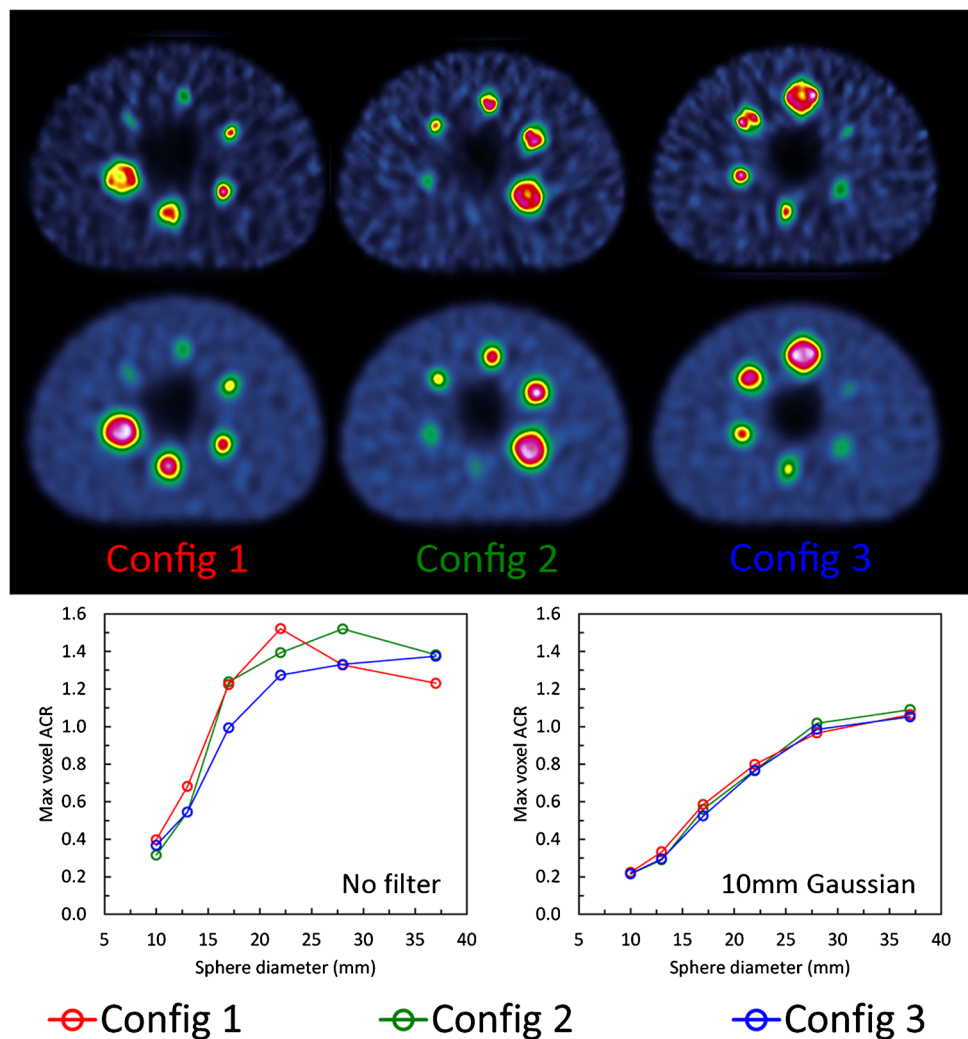 Config 1 Config 2 Config 3
Max voxel ACR
1.6
1.4
1.2
1.0
0.8
0.6
0.4
0.2
0.0
No filter
5 10 15 20 25 30 35 40
Sphere diameter (mm)
Max voxel ACR
1.6
1.4
1.2
1.0
0.8
0.6
0.4
0.2
0.0
10mm Gaussian
5 10 15 20 25 30 35 40
Sphere diameter (mm)
Config 1 Config 2 Config 3